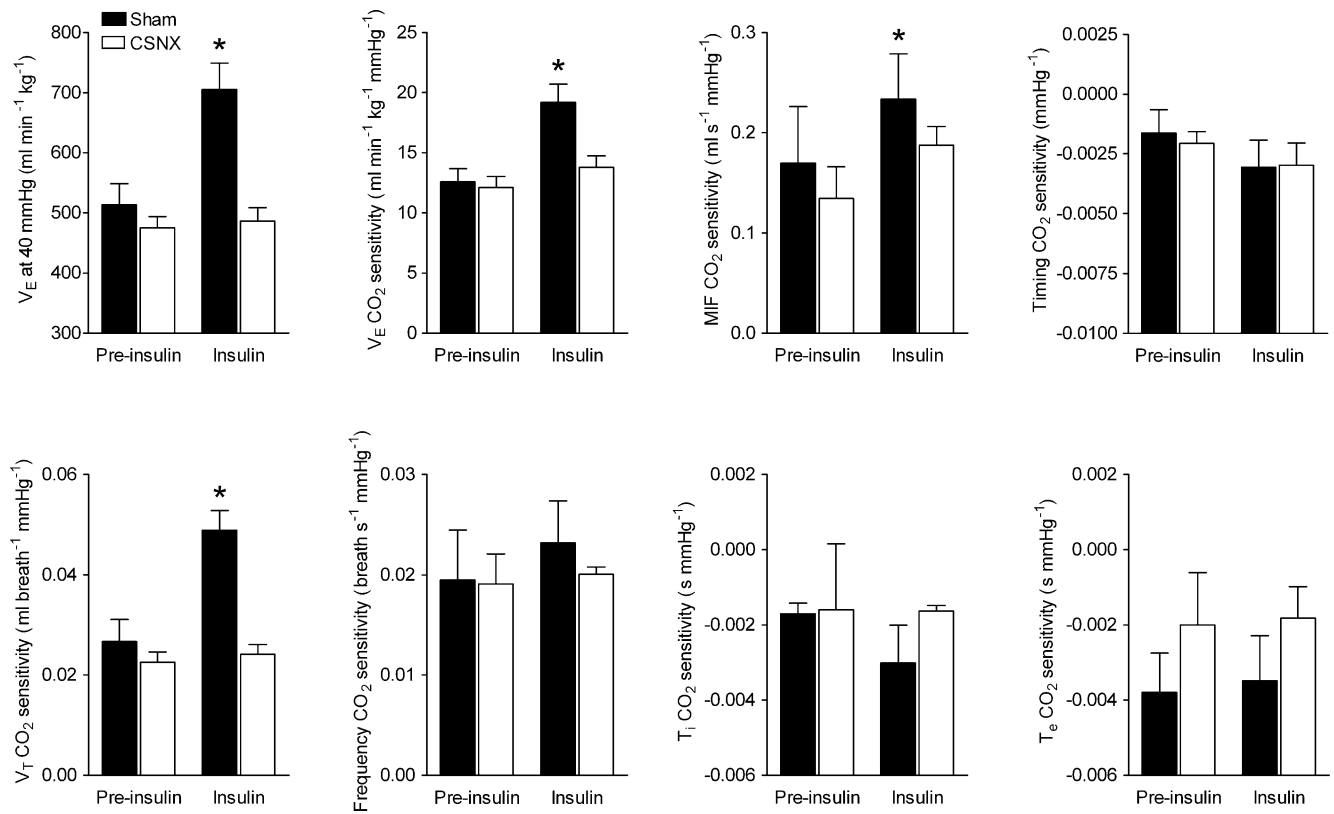 Sham
CSNX
V_E at 40 mmHg (ml min⁻¹ kg⁻¹)
800
700
600
500
400
300
*
Pre-insulin Insulin
V_E CO₂ sensitivity (ml min⁻¹ kg⁻¹ mmHg⁻¹)
25
20
15
10
5
0
*
Pre-insulin Insulin
MIF CO₂ sensitivity (ml s⁻¹ mmHg⁻¹)
0.3
0.2
0.1
0.0
*
Pre-insulin Insulin
Timing CO₂ sensitivity (mmHg⁻¹)
0.0025
0.0000
-0.0025
-0.0050
-0.0075
-0.0100
Pre-insulin Insulin
V_T CO₂ sensitivity (ml breath⁻¹ mmHg⁻¹)
0.06
0.04
0.02
0.00
*
Pre-insulin Insulin
Frequency CO₂ sensitivity (breath s⁻¹ mmHg⁻¹)
0.03
0.02
0.01
0.00
Pre-insulin Insulin
T_i CO₂ sensitivity (s mmHg⁻¹)
0.002
0.000
-0.002
-0.004
-0.006
Pre-insulin Insulin
T_e CO₂ sensitivity (s mmHg⁻¹)
0.002
0.000
-0.002
-0.004
-0.006
Pre-insulin Insulin